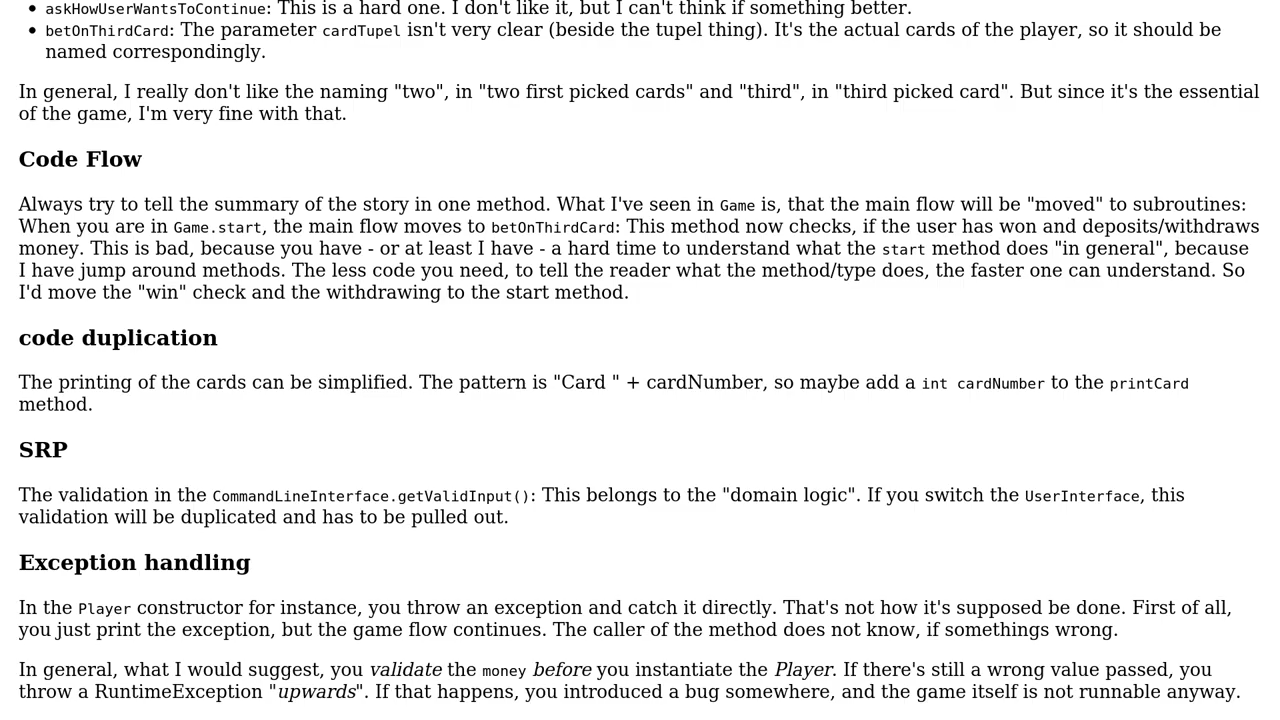 askHowUserWantsToContinue: This is a hard one. I don't like it, but I can't think if something better.
betOnThirdCard: The parameter cardTupel isn't very clear (beside the tupel thing). It's the actual cards of the player, so it should be
named correspondingly.
In general, I really don't like the naming "two", in "two first picked cards" and "third", in "third picked card". But since it's the essential
of the game, I'm very fine with that.
Code Flow
Always try to tell the summary of the story in one method. What I've seen in Game is, that the main flow will be "moved" to subroutines:
When you are in Game.start, the main flow moves to betOnThirdCard: This method now checks, if the user has won and deposits/withdraws
money. This is bad, because you have - or at least I have - a hard time to understand what the start method does "in general", because
I have jump around methods. The less code you need, to tell the reader what the method/type does, the faster one can understand. So
I'd move the "win" check and the withdrawing to the start method.
code duplication
The printing of the cards can be simplified. The pattern is "Card " + cardNumber, so maybe add a int cardNumber to the printCard
method.
SRP
The validation in the CommandLineInterface.getValidInput(): This belongs to the "domain logic". If you switch the UserInterface, this
validation will be duplicated and has to be pulled out.
Exception handling
In the Player constructor for instance, you throw an exception and catch it directly. That's not how it's supposed be done. First of all,
you just print the exception, but the game flow continues. The caller of the method does not know, if somethings wrong.
In general, what I would suggest, you validate the money before you instantiate the Player. If there's still a wrong value passed, you
throw a RuntimeException "upwards". If that happens, you introduced a bug somewhere, and the game itself is not runnable anyway.